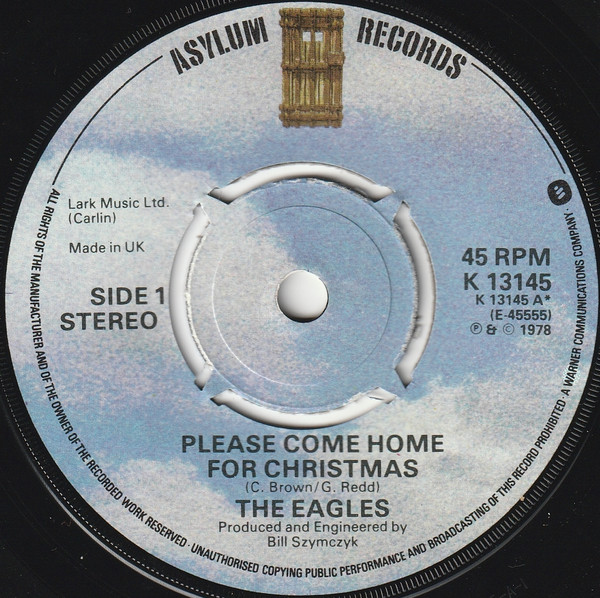 ASYLUM RECORDS
Lark Music Ltd.
(Carlin)
Made in UK
SIDE 1
STEREO
45 RPM
K 13145
K 13145 A*
(E-45555)
℗ & © 1978
PLEASE COME HOME
FOR CHRISTMAS
(C. Brown/G. Redd)
THE EAGLES
Produced and Engineered by
Bill Szymczyk
ALL RIGHTS OF THE MANUFACTURER AND OF THE OWNER OF THE RECORDED WORK RESERVED · UNAUTHORISED COPYING PUBLIC PERFORMANCE AND BROADCASTING OF THIS RECORD PROHIBITED · A WARNER COMMUNICATIONS COMPANY ·